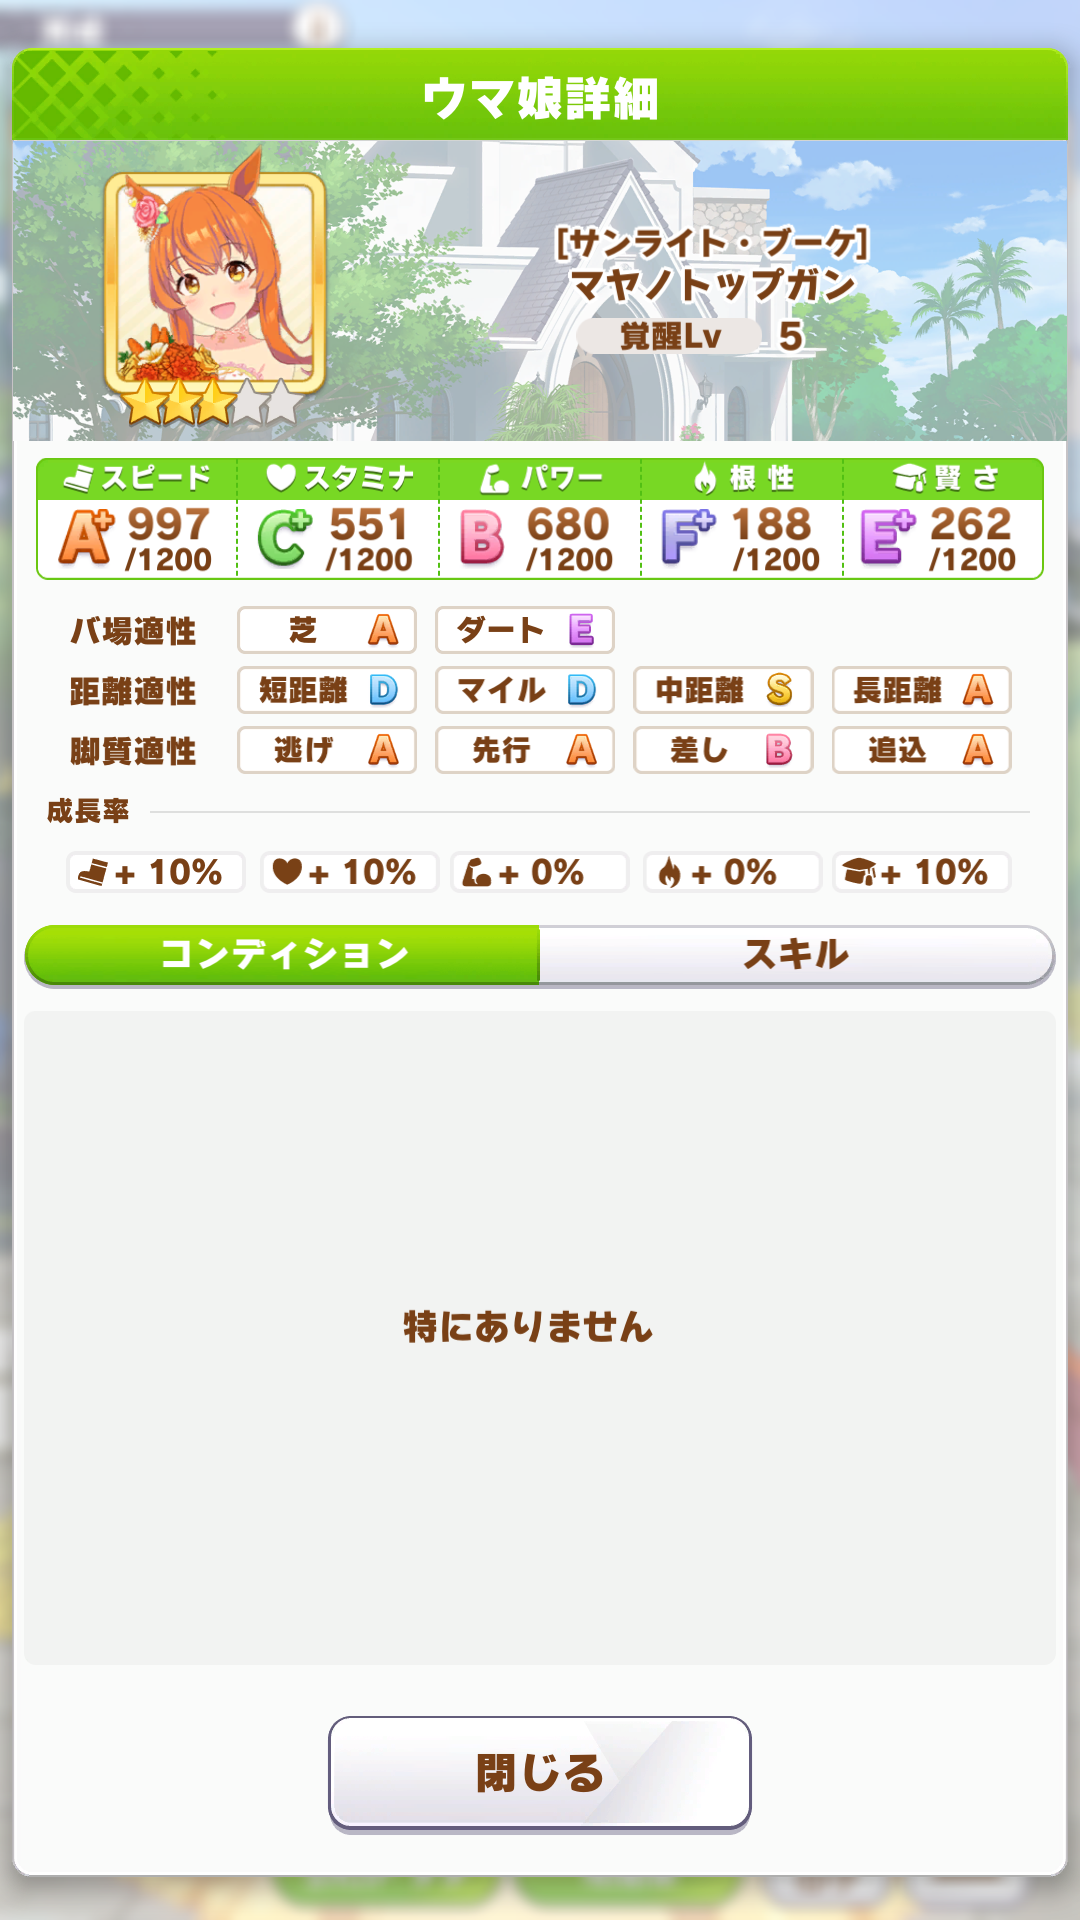 ウマ娘詳細
[サンライト・ブーケ]
マヤノトップガン
覚醒Lv 5
スピード スタミナ パワー 根性 賢さ
A+ 997 C+ 551 B 680 F+ 188 E+ 262
/1200 /1200 /1200 /1200 /1200
バ場適性 芝 A ダート E
距離適性 短距離 D マイル D 中距離 S 長距離 A
脚質適性 逃げ A 先行 A 差し B 追込 A
成長率
+ 10% + 10% + 0% + 0% + 10%
コンディション スキル
特にありません
閉じる